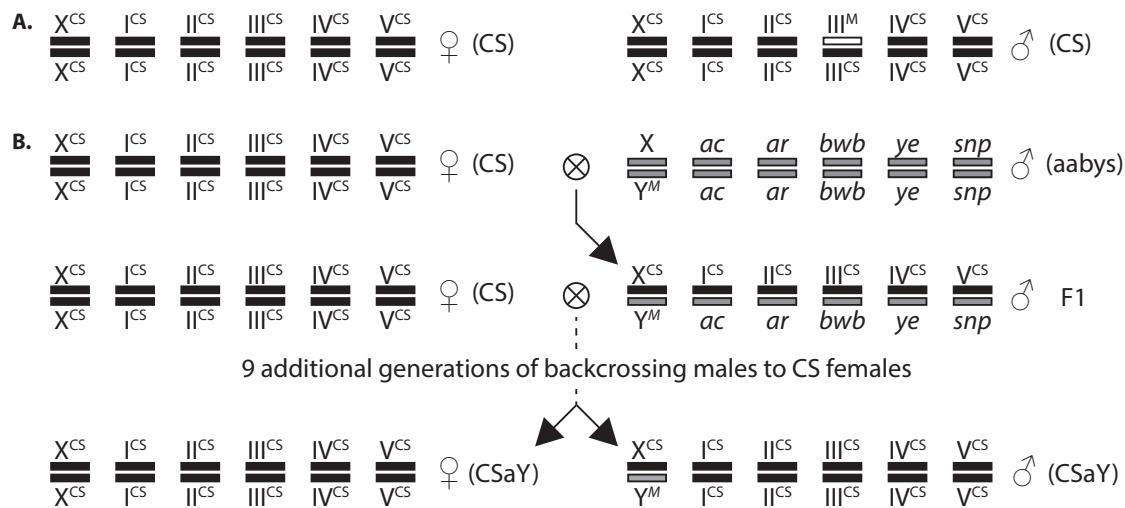 A. X^CS I^CS II^CS III^CS IV^CS V^CS ♀ (CS) X^CS I^CS II^CS III^M IV^CS V^CS ♂ (CS)
X^CS I^CS II^CS III^CS IV^CS V^CS X^CS I^CS II^CS III^CS IV^CS V^CS
B. X^CS I^CS II^CS III^CS IV^CS V^CS ♀ (CS) ⊗ X ac ar bwb ye snp ♂ (aabys)
X^CS I^CS II^CS III^CS IV^CS V^CS Y^M ac ar bwb ye snp
X^CS I^CS II^CS III^CS IV^CS V^CS ♀ (CS) ⊗ X^CS I^CS II^CS III^CS IV^CS V^CS ♂ F1
X^CS I^CS II^CS III^CS IV^CS V^CS Y^M ac ar bwb ye snp
9 additional generations of backcrossing males to CS females
X^CS I^CS II^CS III^CS IV^CS V^CS ♀ (CSaY) X^CS I^CS II^CS III^CS IV^CS V^CS ♂ (CSaY)
X^CS I^CS II^CS III^CS IV^CS V^CS Y^M I^CS II^CS III^CS IV^CS V^CS